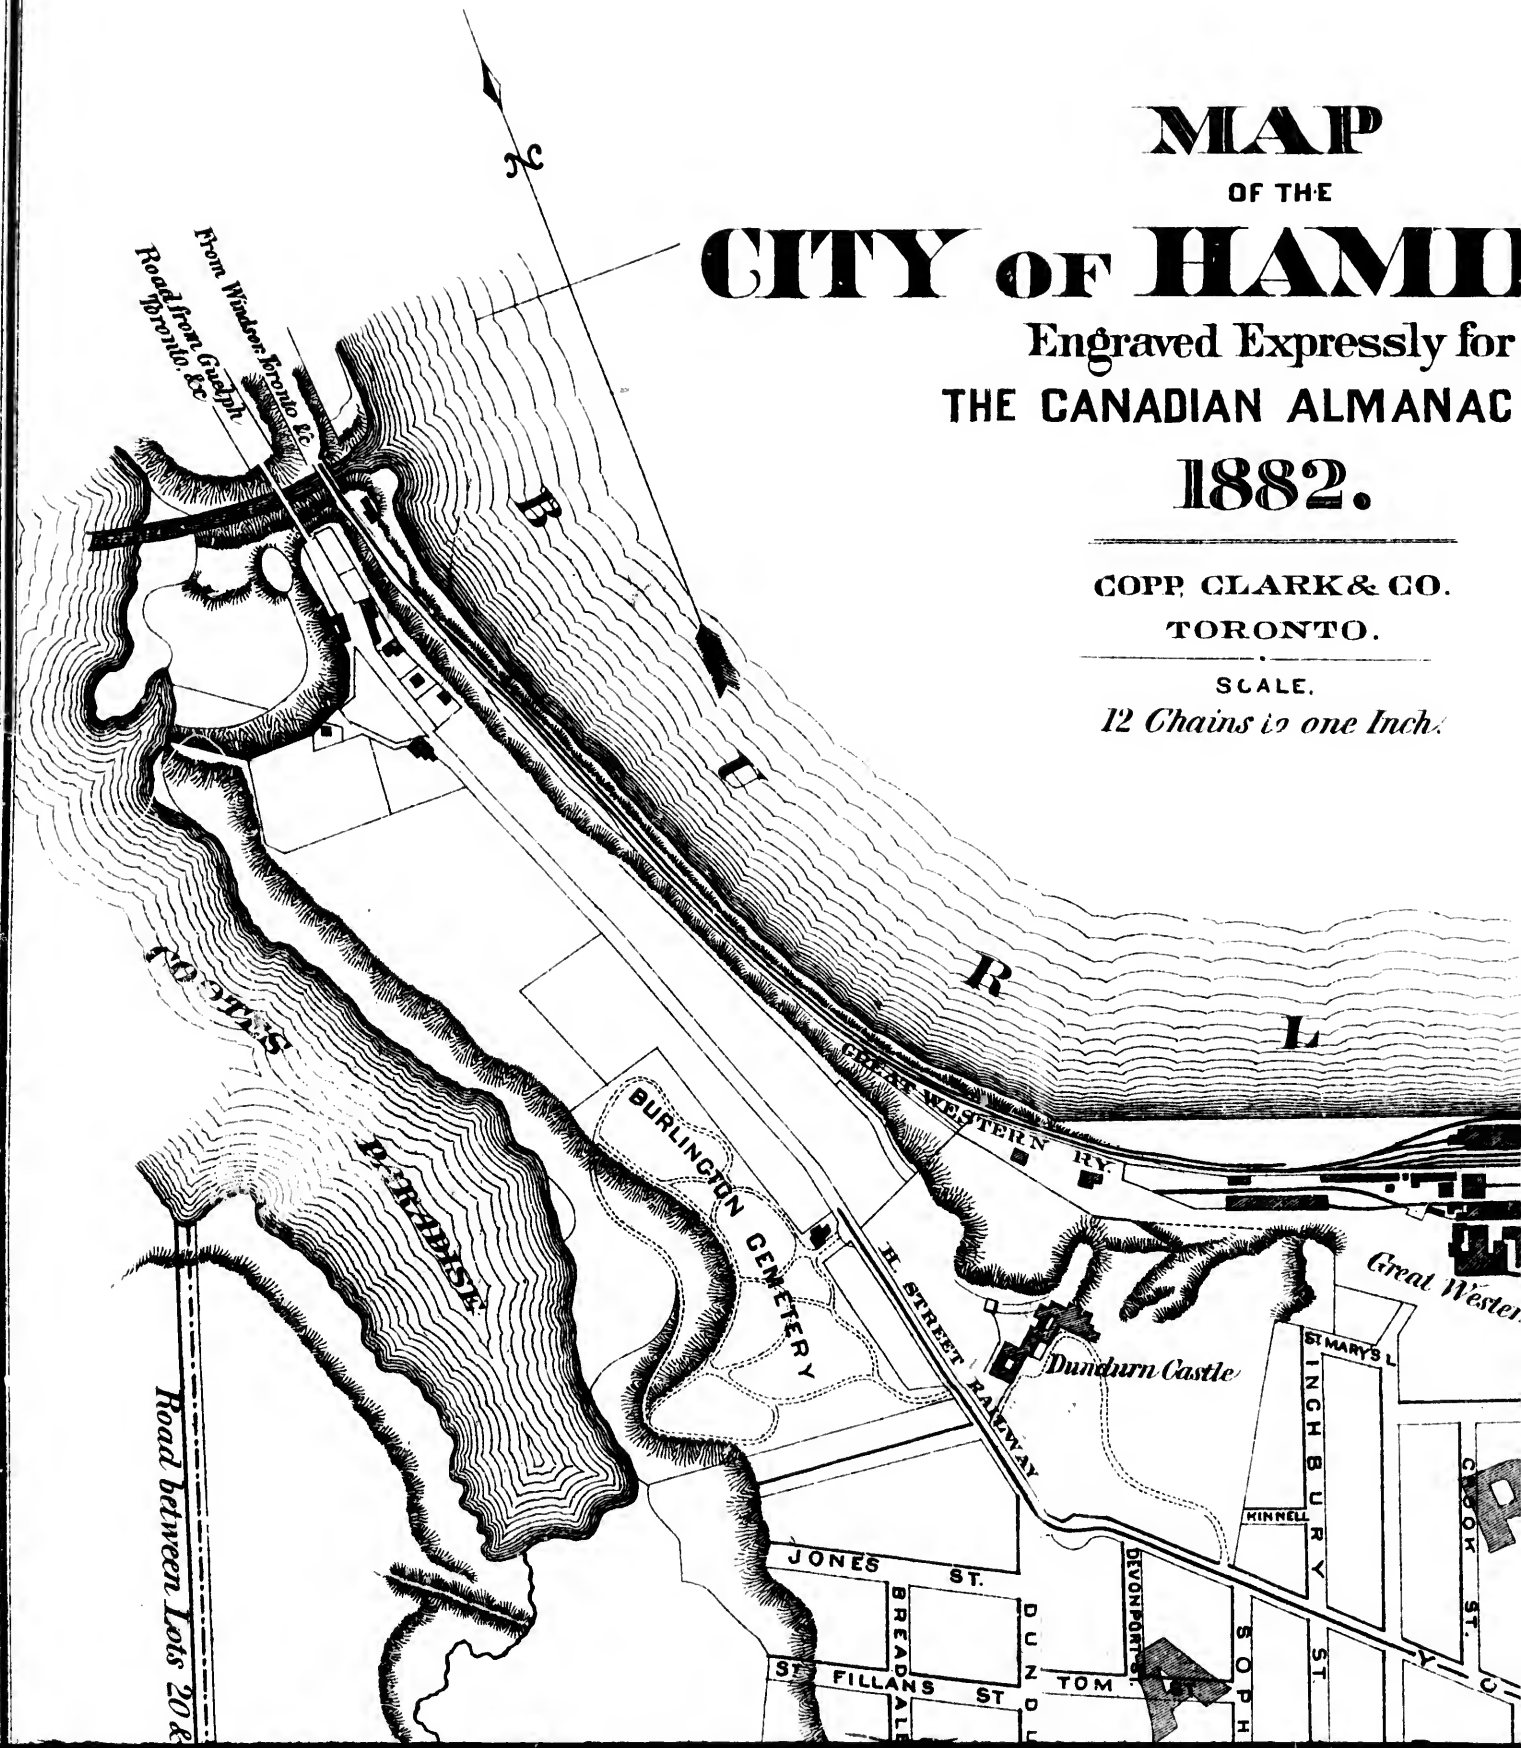 MAP
OF THE
CITY OF HAMIL
Engraved Expressly for
THE CANADIAN ALMANAC
1882.
COPP, CLARK & CO.
TORONTO.
SCALE,
12 Chains to one Inch.
N
From Windsor, Toronto &c
Road from Guelph
Toronto, &c
B
U
R
L
COOTES
PARADISE
GREAT WESTERN RY.
BURLINGTON CEMETERY
H. STREET RAILWAY
Dundurn Castle
Great Wester
ST MARY'S L
INCHBURY ST.
KINNELL
CROOK ST.
Road between Lots 20 &
JONES ST.
BREADAL
DUNDU
DEVONPORT S.
SOPH
ST FILLANS ST
TOM ST
Y